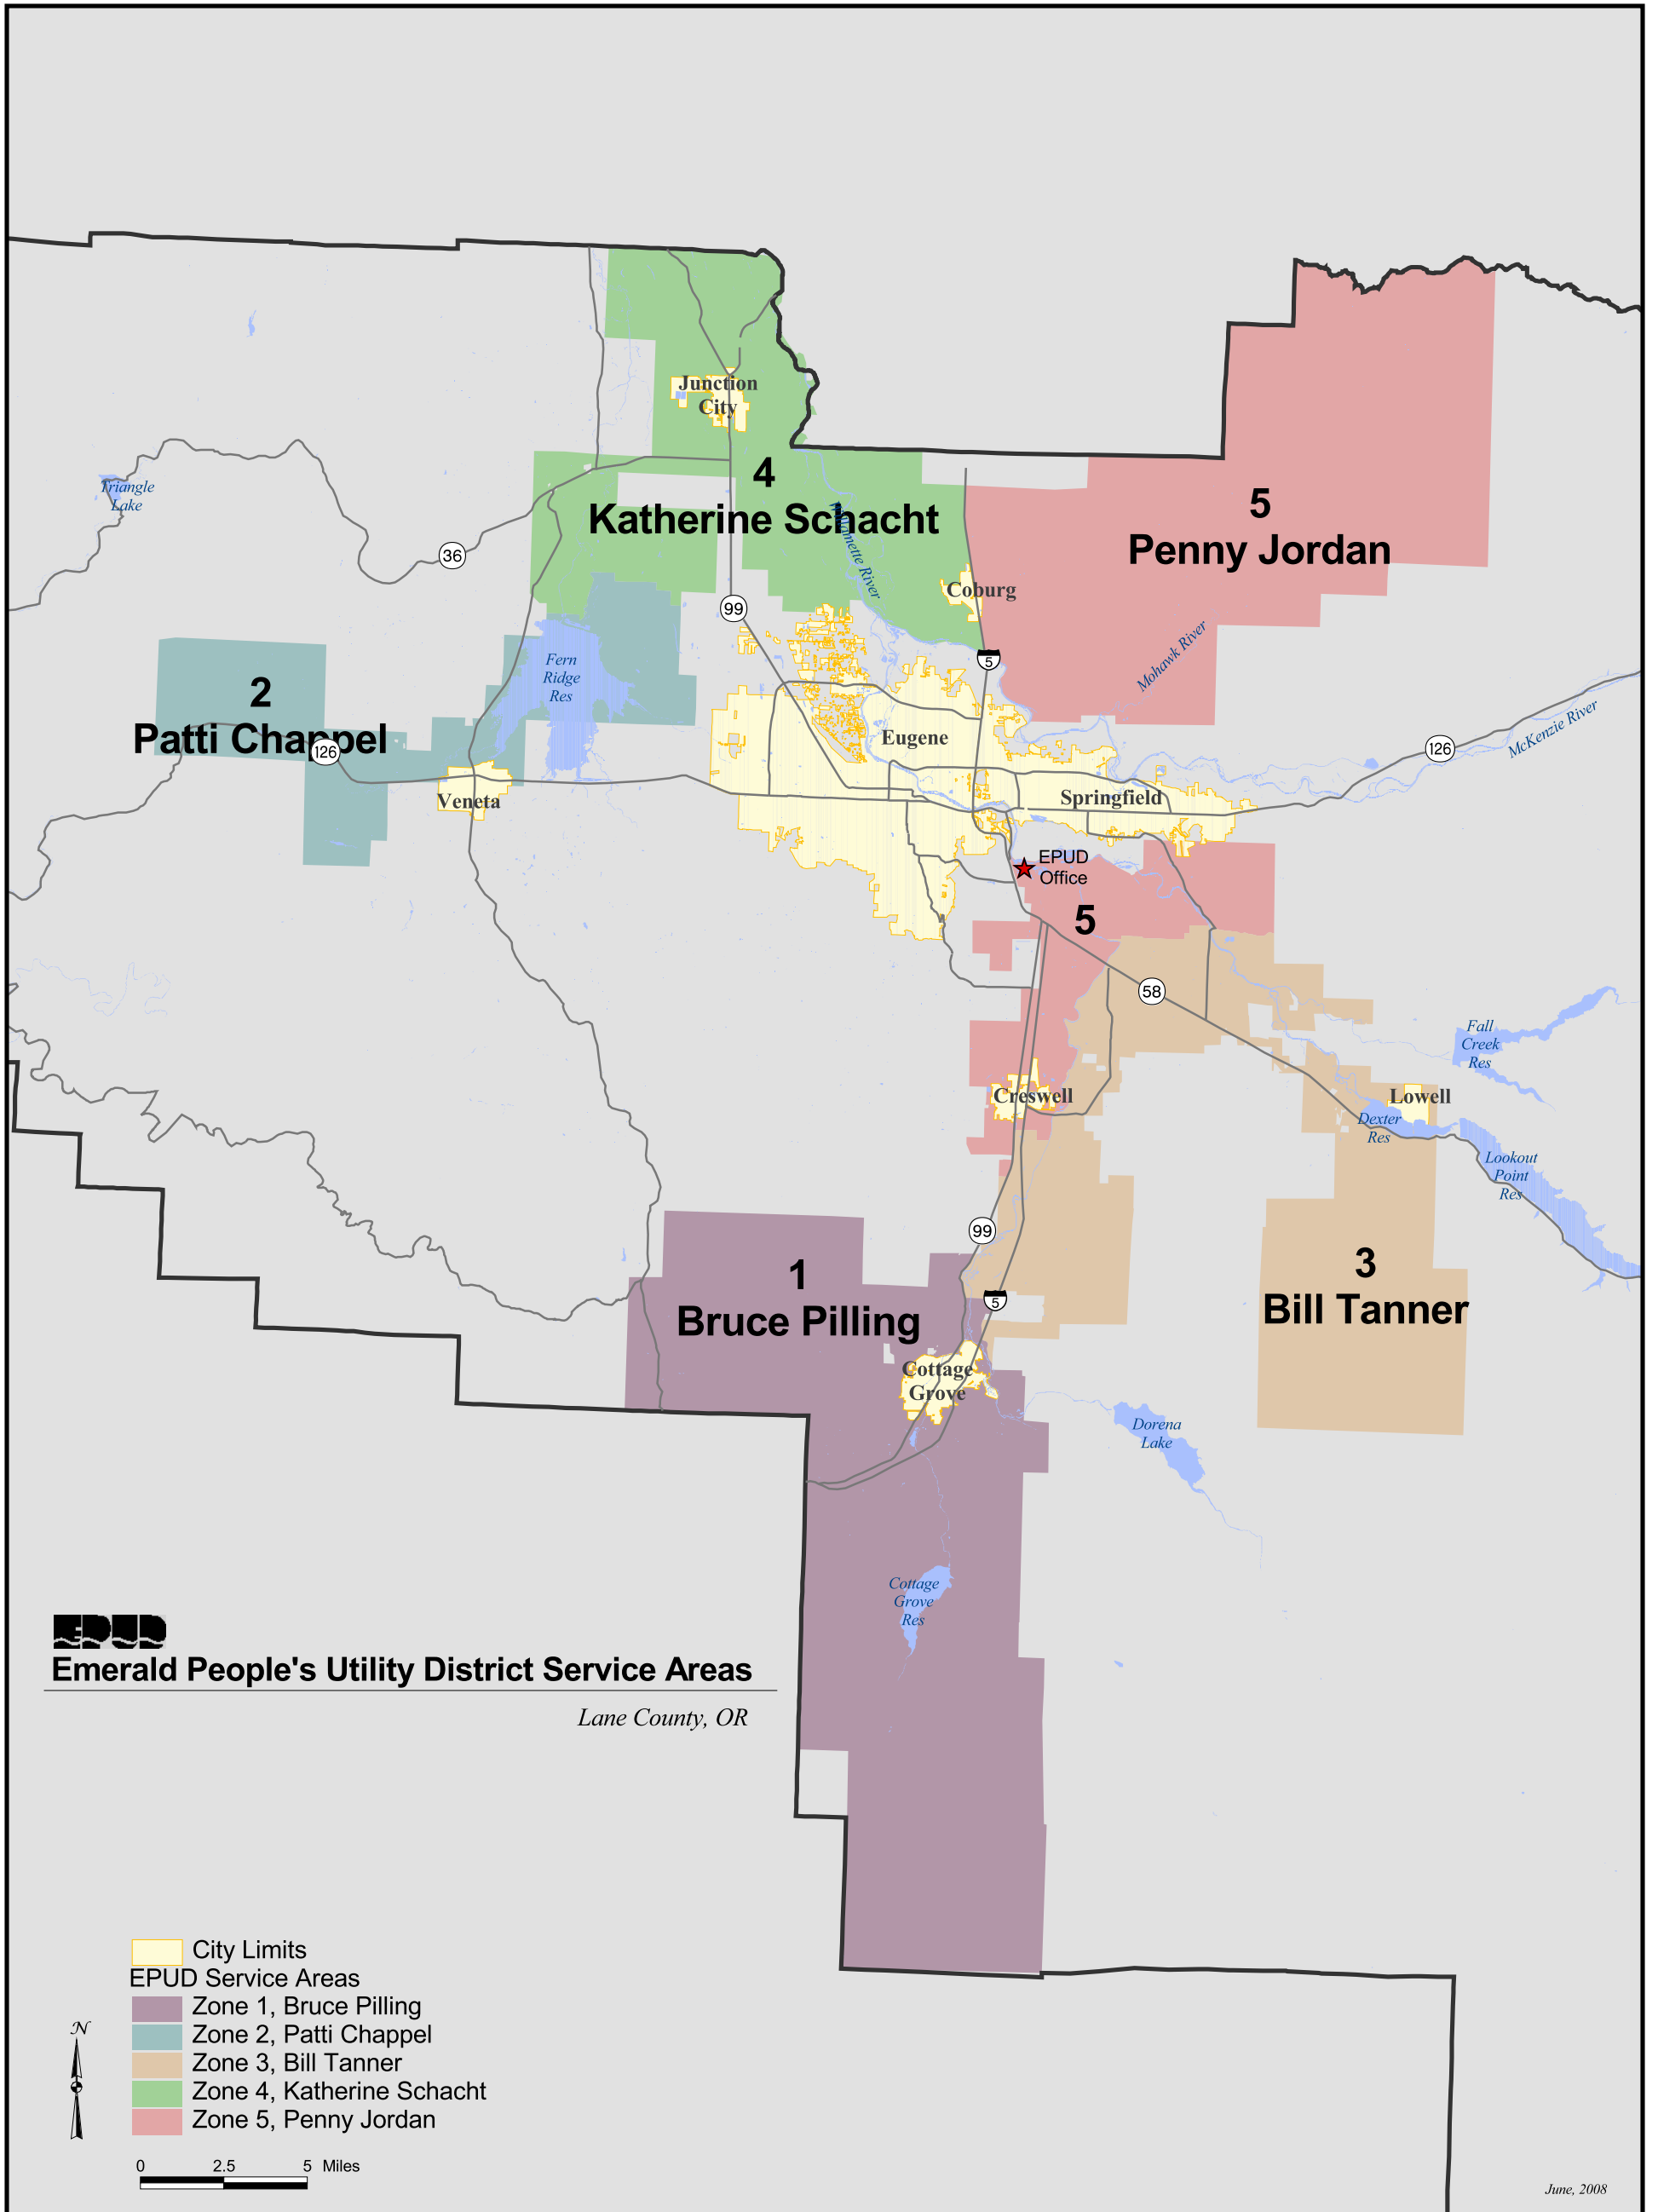 Junction
City
4
Katherine Schacht
5
Penny Jordan
Triangle
Lake
36
Willamette River
Coburg
99
5
Mohawk River
Fern
Ridge
Res
2
Patti Chappel
126
Eugene
126
McKenzie River
Veneta
Springfield
EPUD
Office
5
58
Fall
Creek
Res
Creswell
Lowell
Dexter
Res
Lookout
Point
Res
99
1
Bruce Pilling
3
Bill Tanner
5
Cottage
Grove
Dorena
Lake
Cottage
Grove
Res
EPUD
Emerald People's Utility District Service Areas
Lane County, OR
City Limits
EPUD Service Areas
Zone 1, Bruce Pilling
Zone 2, Patti Chappel
Zone 3, Bill Tanner
Zone 4, Katherine Schacht
Zone 5, Penny Jordan
N
0 2.5 5 Miles
June, 2008